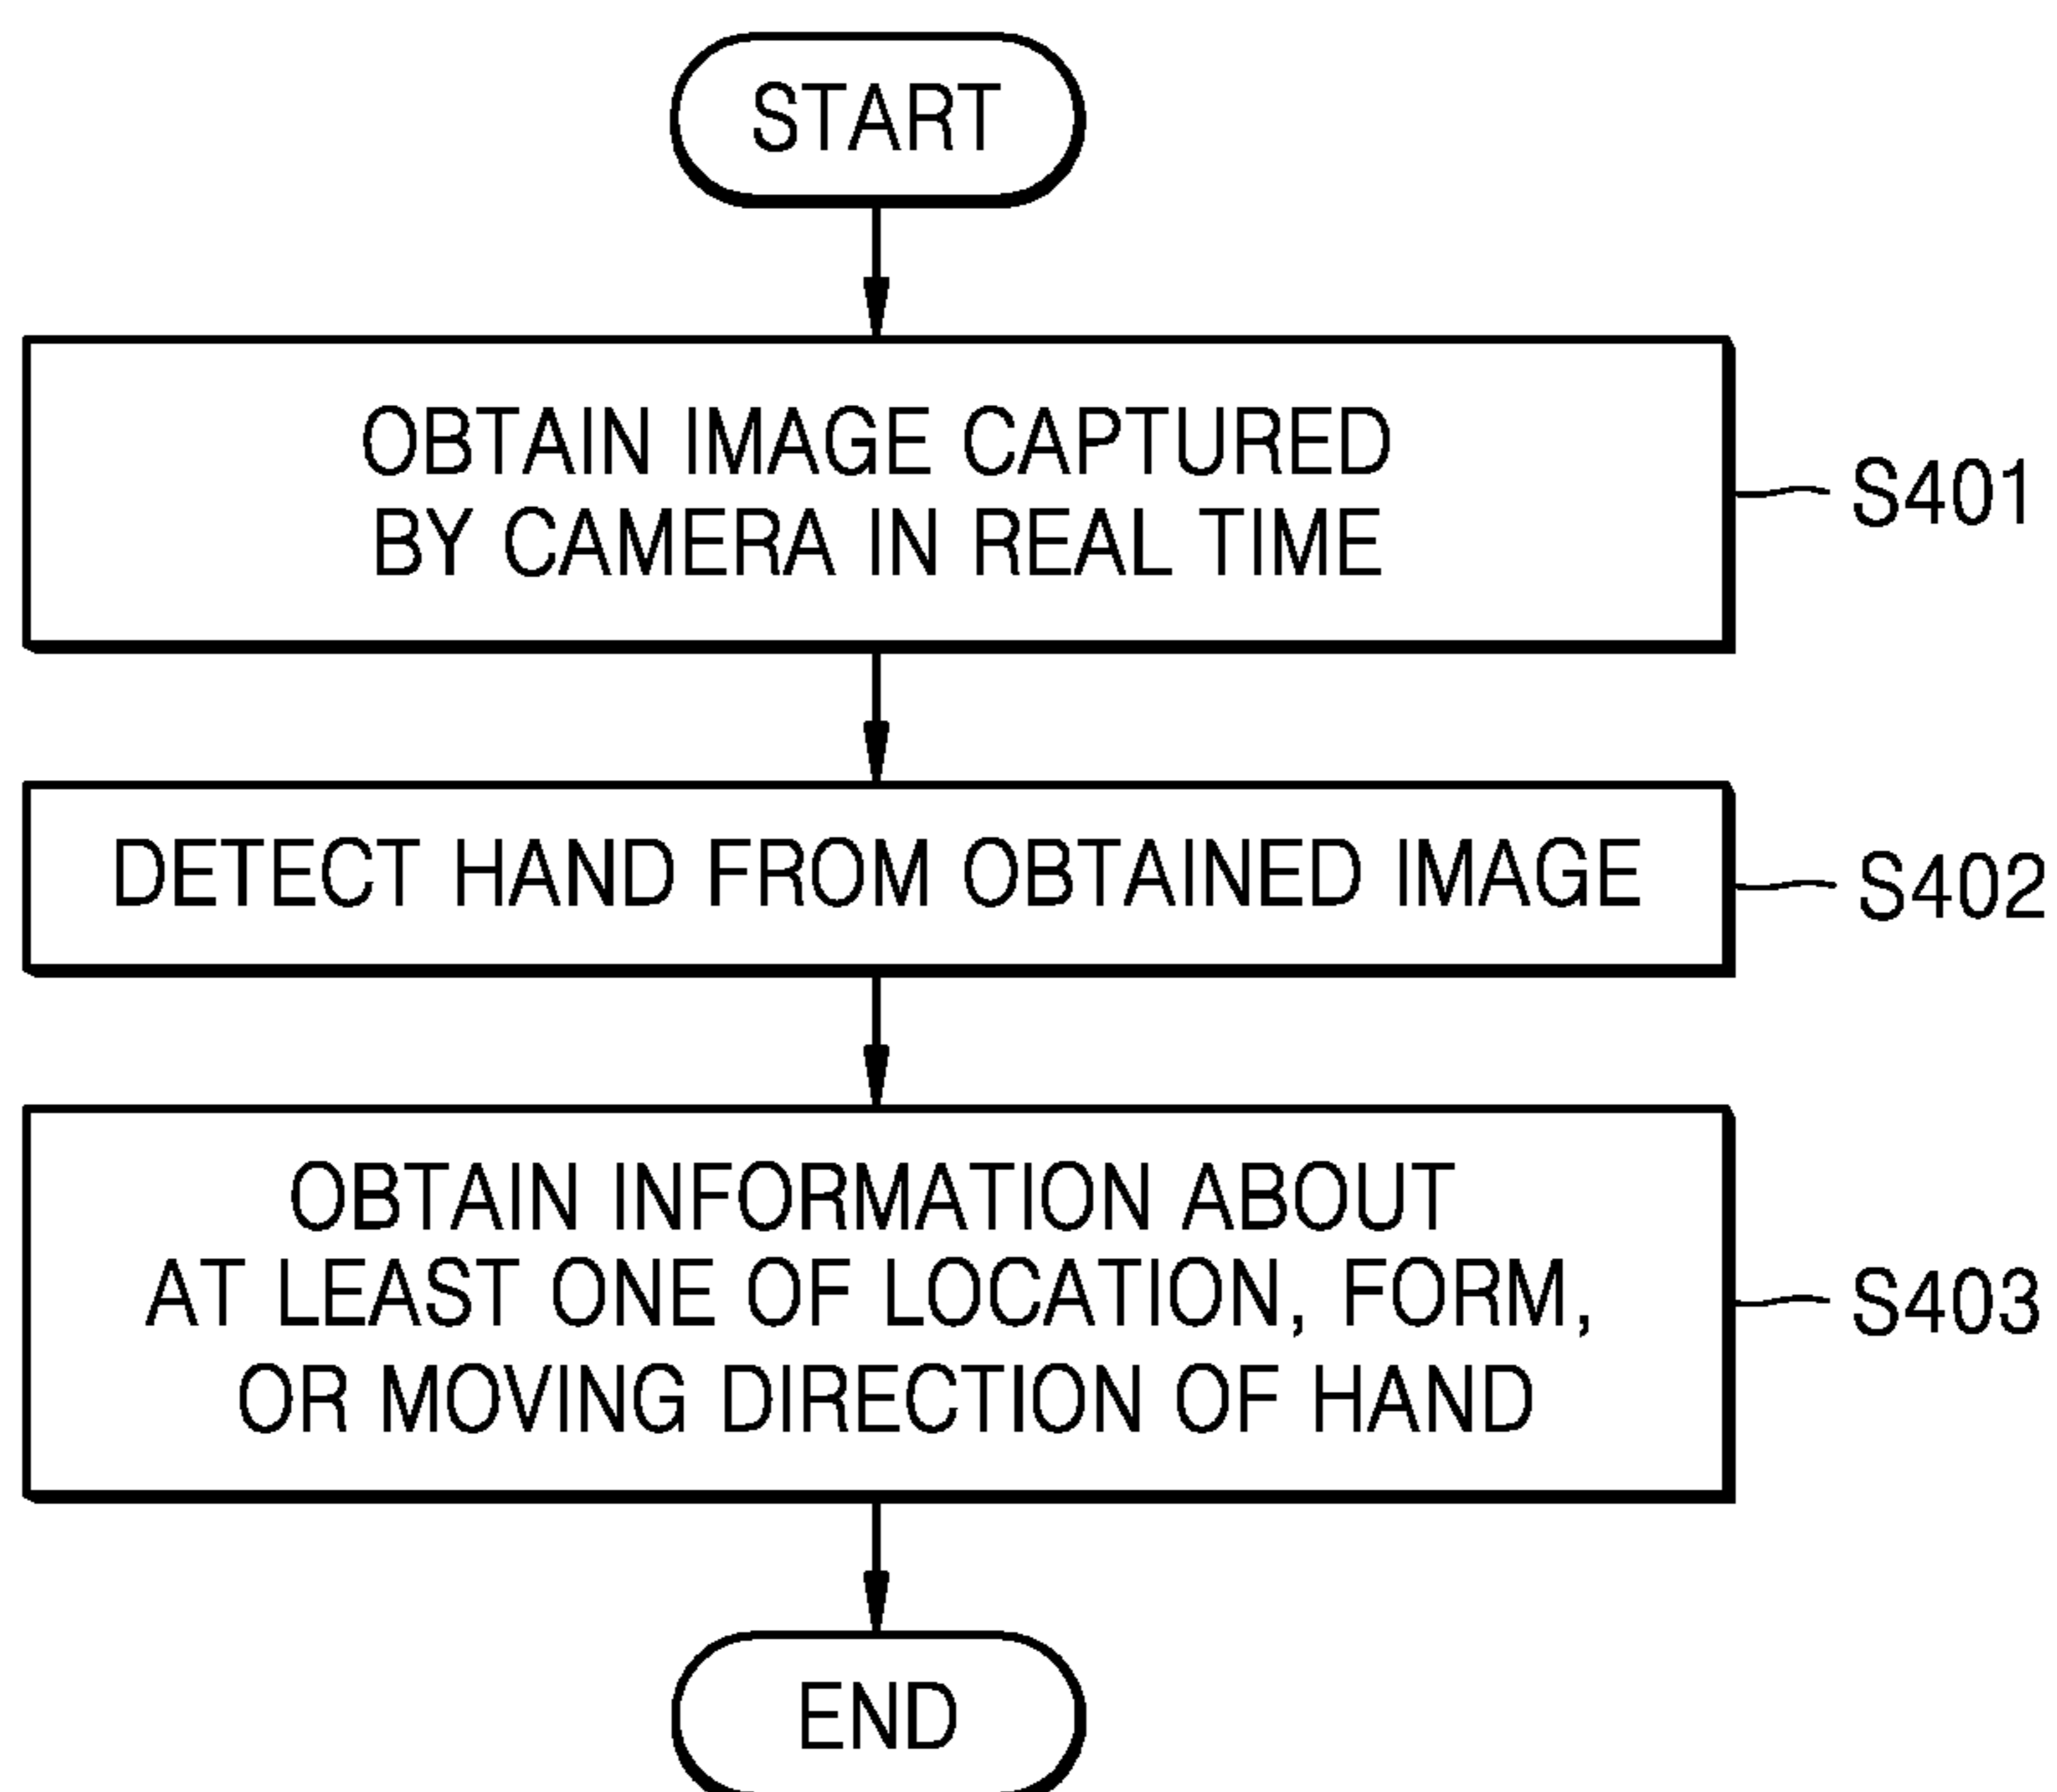 START
OBTAIN IMAGE CAPTURED
BY CAMERA IN REAL TIME
S401
DETECT HAND FROM OBTAINED IMAGE
S402
OBTAIN INFORMATION ABOUT
AT LEAST ONE OF LOCATION, FORM,
OR MOVING DIRECTION OF HAND
S403
END